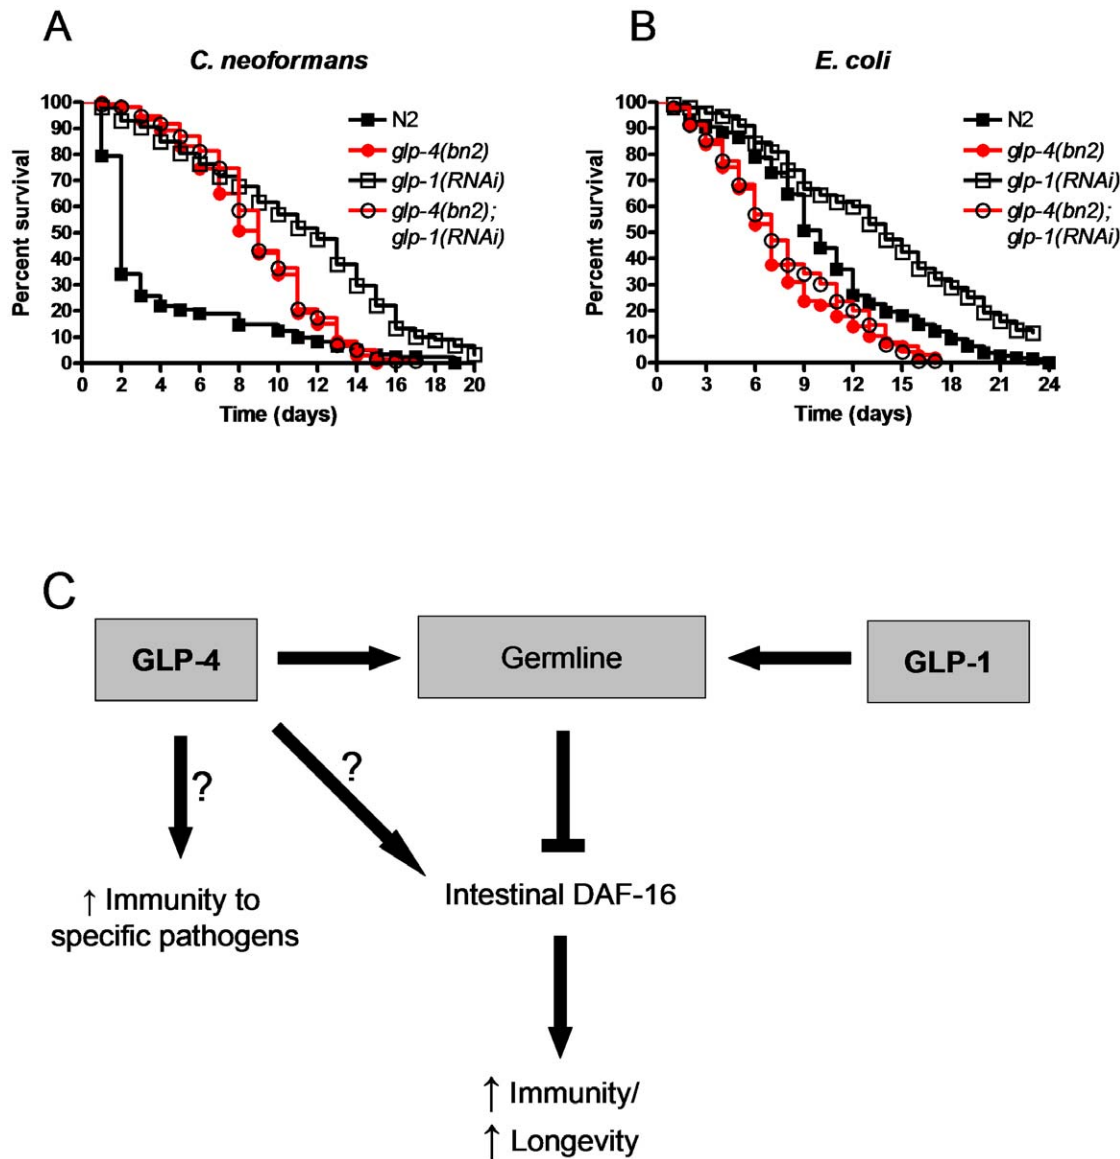 A
C. neoformans
Percent survival
100
90
80
70
60
50
40
30
20
10
0
0 2 4 6 8 10 12 14 16 18 20
Time (days)
N2
glp-4(bn2)
glp-1(RNAi)
glp-4(bn2);
glp-1(RNAi)
B
E. coli
Percent survival
100
90
80
70
60
50
40
30
20
10
0
0 3 6 9 12 15 18 21 24
Time (days)
N2
glp-4(bn2)
glp-1(RNAi)
glp-4(bn2);
glp-1(RNAi)
C
GLP-4
Germline
GLP-1
?
?
↑ Immunity to
specific pathogens
Intestinal DAF-16
↑ Immunity/
↑ Longevity